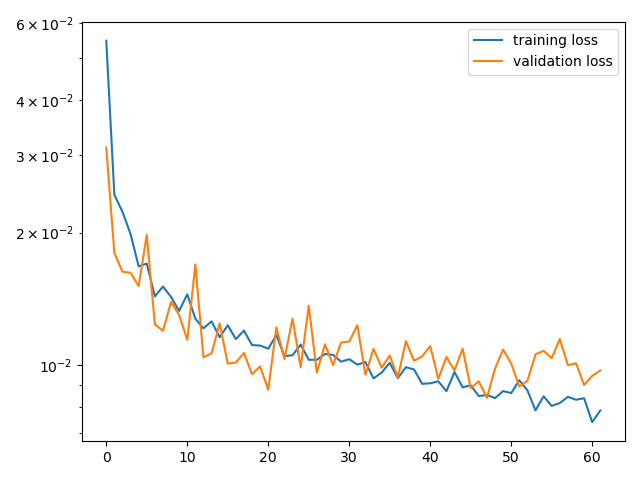 6 × 10⁻²
4 × 10⁻²
3 × 10⁻²
2 × 10⁻²
10⁻²
0 10 20 30 40 50 60
training loss
validation loss